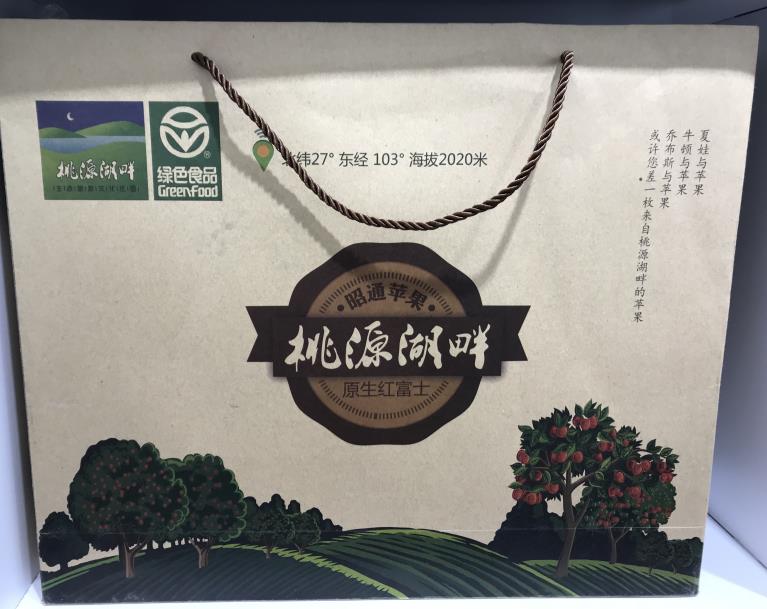 桃源湖畔
绿色食品
®
GreenFood
北纬27° 东经 103° 海拔2020米
夏娃与苹果
牛顿与苹果
乔布斯与苹果
或许您差一枚来自桃源湖畔的苹果
昭通苹果
桃源湖畔
原生红富士